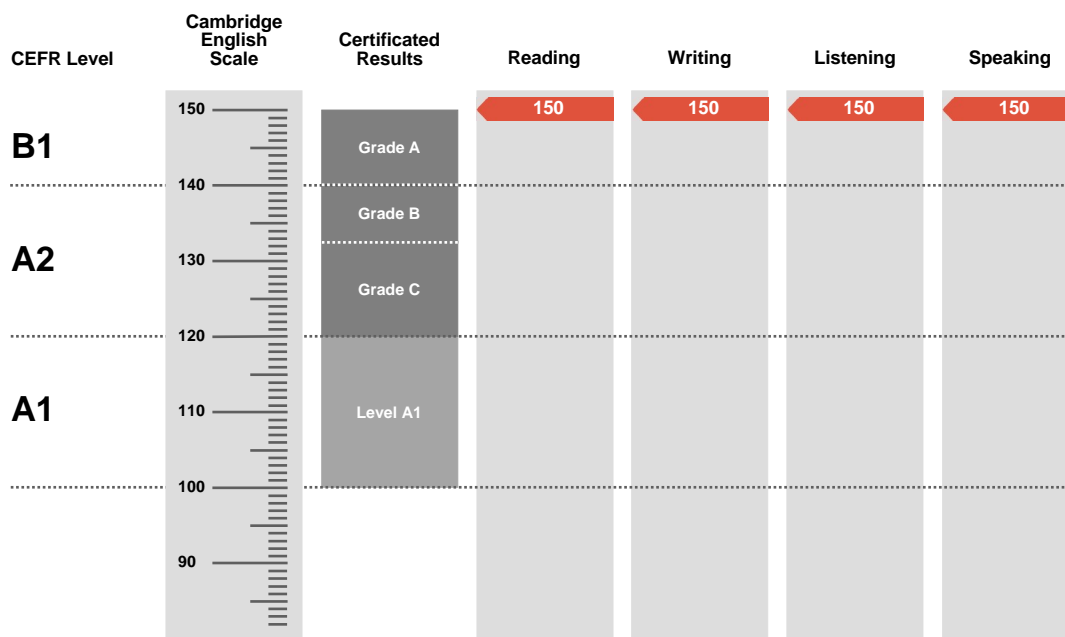 CEFR Level
Cambridge
English
Scale
Certificated
Results
Reading
Writing
Listening
Speaking
150
150
150
150
150
B1
Grade A
140
Grade B
A2
130
Grade C
120
A1
110
Level A1
100
90